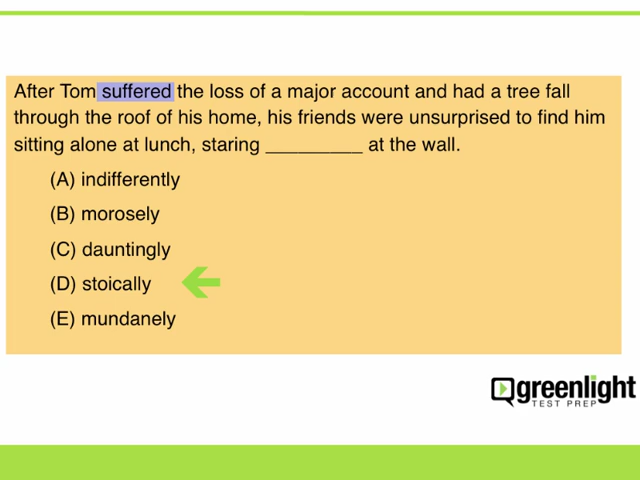 After Tom suffered the loss of a major account and had a tree fall
through the roof of his home, his friends were unsurprised to find him
sitting alone at lunch, staring _________ at the wall.
(A) indifferently
(B) morosely
(C) dauntingly
(D) stoically
(E) mundanely
greenlight
TEST PREP